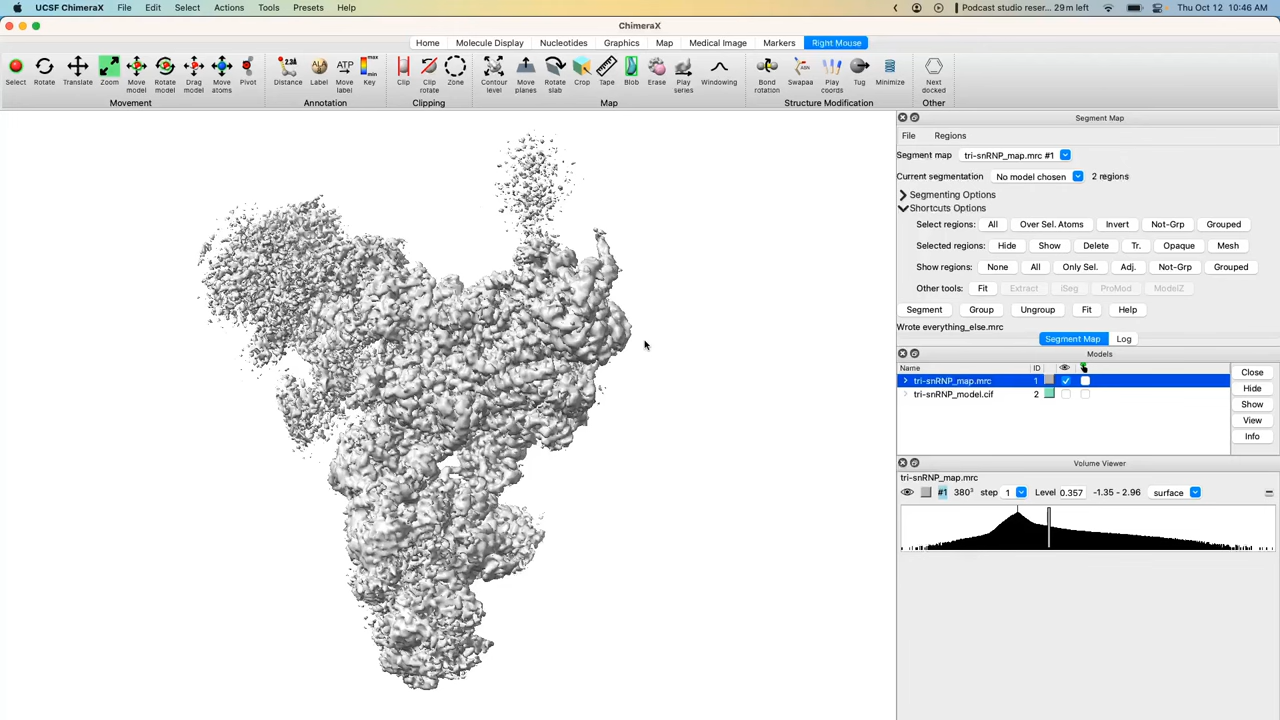 UCSF ChimeraX File Edit Select Actions Tools Presets Help Podcast studio reser... 29m left Thu Oct 12 10:46 AM
ChimeraX
Home Molecule Display Nucleotides Graphics Map Medical Image Markers Right Mouse
Select Rotate Translate Zoom Move model Rotate model Drag model Move atoms Pivot
Movement
2.3Å Distance Label ATP Move label max min Key
Annotation
Clip Clip rotate Zone
Clipping
Contour level Move planes Rotate slab Crop Tape Blob Erase Play series Windowing
Map
Bond rotation Swapaa Play coords Tug Minimize
Structure Modification
Next docked
Other
Segment Map
File Regions
Segment map tri-snRNP_map.mrc #1
Current segmentation No model chosen 2 regions
Segmenting Options
Shortcuts Options
Select regions: All Over Sel. Atoms Invert Not-Grp Grouped
Selected regions: Hide Show Delete Tr. Opaque Mesh
Show regions: None All Only Sel. Adj. Not-Grp Grouped
Other tools: Fit Extract iSeg ProMod ModelZ
Segment Group Ungroup Fit Help
Wrote everything_else.mrc
Segment Map Log
Models
Name ID
tri-snRNP_map.mrc 1
tri-snRNP_model.cif 2
Close
Hide
Show
View
Info
Volume Viewer
tri-snRNP_map.mrc
#1 380³ step 1 Level 0.357 -1.35 - 2.96 surface